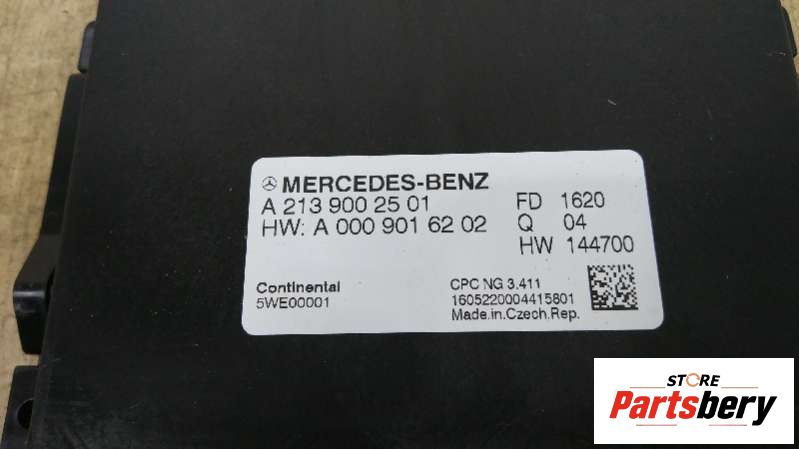 MERCEDES-BENZ
A 213 900 25 01
HW: A 000 901 62 02
FD 1620
Q 04
HW 144700
Continental
5WE00001
CPC NG 3.411
1605220004415801
Made.in.Czech.Rep.
STORE
Partsbery